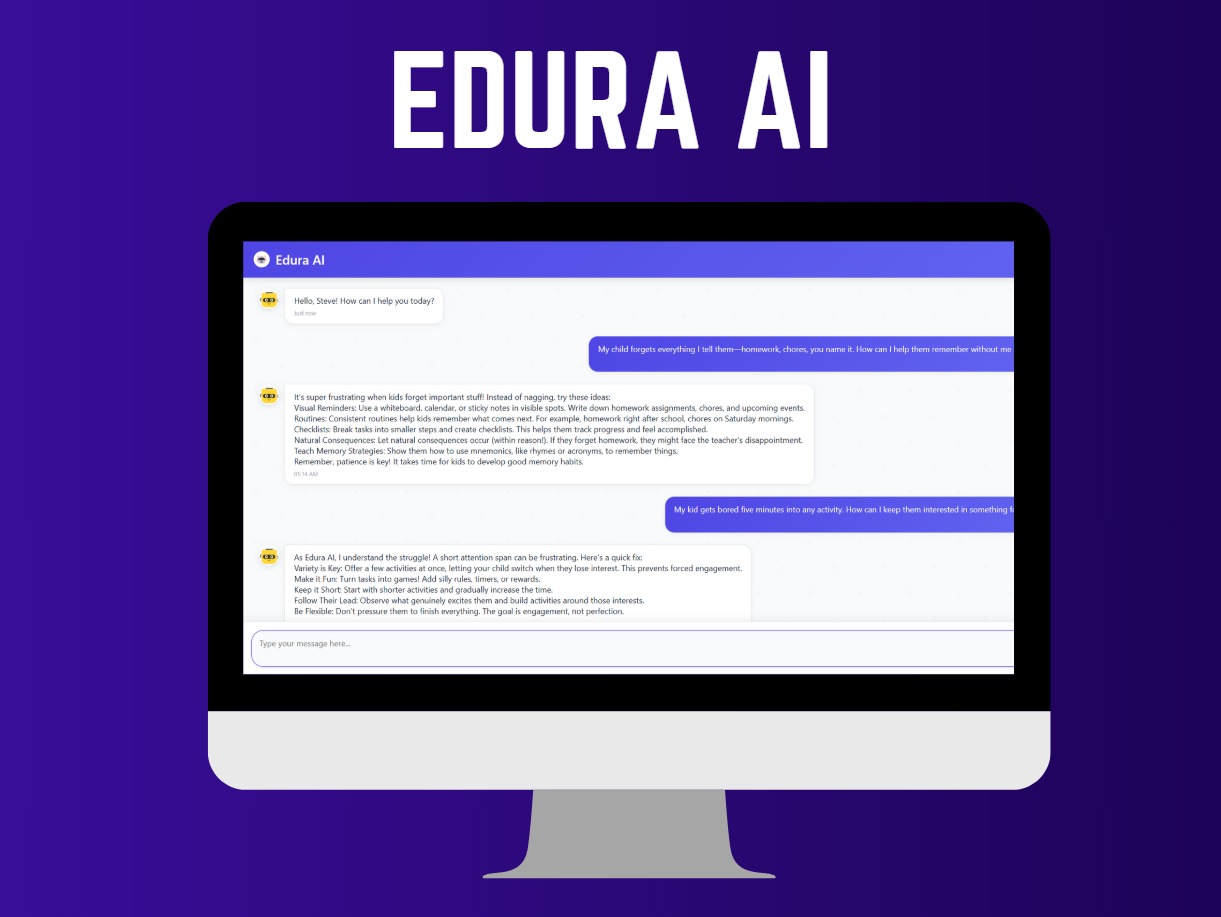 EDURA AI
Edura AI
Hello, Steve! How can I help you today?
Just now
My child forgets everything I tell them—homework, chores, you name it. How can I help them remember without me
It's super frustrating when kids forget important stuff! Instead of nagging, try these ideas:
Visual Reminders: Use a whiteboard, calendar, or sticky notes in visible spots. Write down homework assignments, chores, and upcoming events.
Routines: Consistent routines help kids remember what comes next. For example, homework right after school, chores on Saturday mornings.
Checklists: Break tasks into smaller steps and create checklists. This helps them track progress and feel accomplished.
Natural Consequences: Let natural consequences occur (within reason!). If they forget homework, they might face the teacher's disappointment.
Teach Memory Strategies: Show them how to use mnemonics, like rhymes or acronyms, to remember things.
Remember, patience is key! It takes time for kids to develop good memory habits.
05:14 AM
My kid gets bored five minutes into any activity. How can I keep them interested in something
As Edura AI, I understand the struggle! A short attention span can be frustrating. Here's a quick fix:
Variety is Key: Offer a few activities at once, letting your child switch when they lose interest. This prevents forced engagement.
Make it Fun: Turn tasks into games! Add silly rules, timers, or rewards.
Keep it Short: Start with shorter activities and gradually increase the time.
Follow Their Lead: Observe what genuinely excites them and build activities around those interests.
Be Flexible: Don't pressure them to finish everything. The goal is engagement, not perfection.
Type your message here...